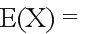 E(X) =